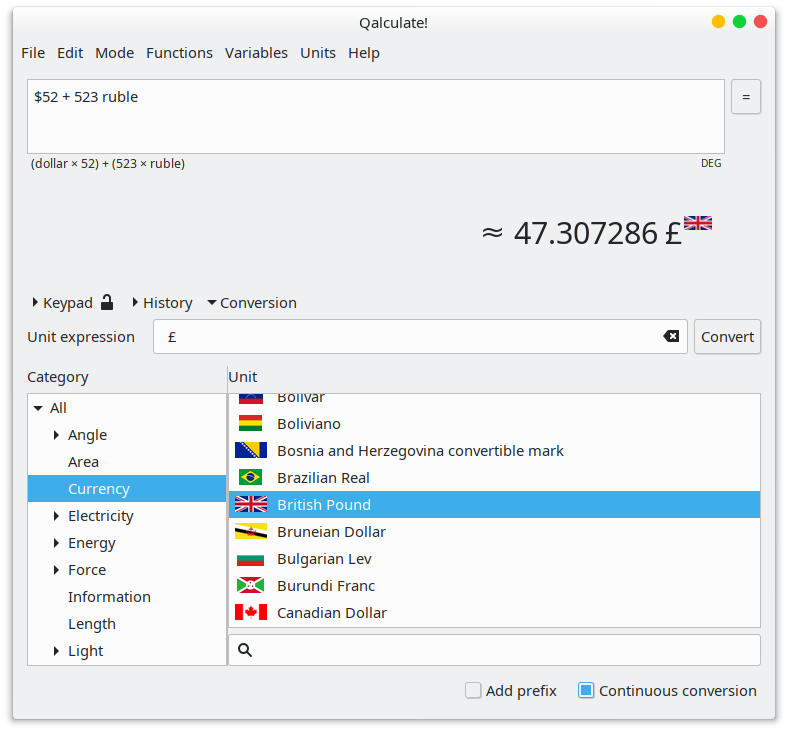 Qalculate!
File Edit Mode Functions Variables Units Help
$52 + 523 ruble
=
(dollar × 52) + (523 × ruble)
DEG
≈ 47.307286 £
Keypad History Conversion
Unit expression
£
Convert
Category
All
Angle
Area
Currency
Electricity
Energy
Force
Information
Length
Light
Unit
Bolívar
Boliviano
Bosnia and Herzegovina convertible mark
Brazilian Real
British Pound
Bruneian Dollar
Bulgarian Lev
Burundi Franc
Canadian Dollar
Add prefix
Continuous conversion